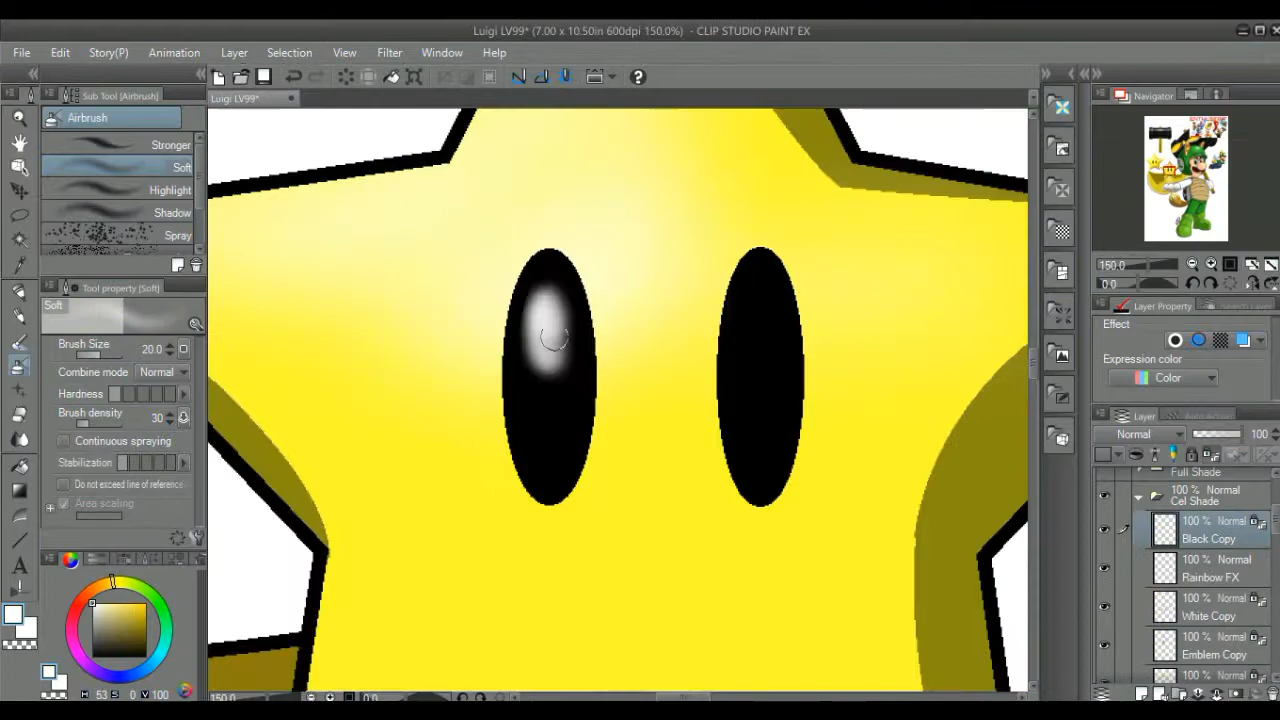 Luigi LV99* (7.00 x 10.50in 600dpi 150.0%) - CLIP STUDIO PAINT EX
File Edit Story(P) Animation Layer Selection View Filter Window Help
Sub Tool [Airbrush]
Luigi LV99*
Navigator
Airbrush
Stronger
Soft
Highlight
Shadow
Spray
Tool property [Soft]
Soft
Brush Size 20.0
Combine mode Normal
Hardness
Brush density 30
Continuous spraying
Stabilization
Do not exceed line of reference
Area scaling
H 53 S 0 V 100
150.0 0.0
150.0
0.0
Layer Property
Effect
Expression color
Color
Layer
Normal 100
Full Shade
100 % Normal
Cel Shade
100 % Normal
Black Copy
100 % Normal
Rainbow FX
100 % Normal
White Copy
100 % Normal
Emblem Copy
100 % Normal